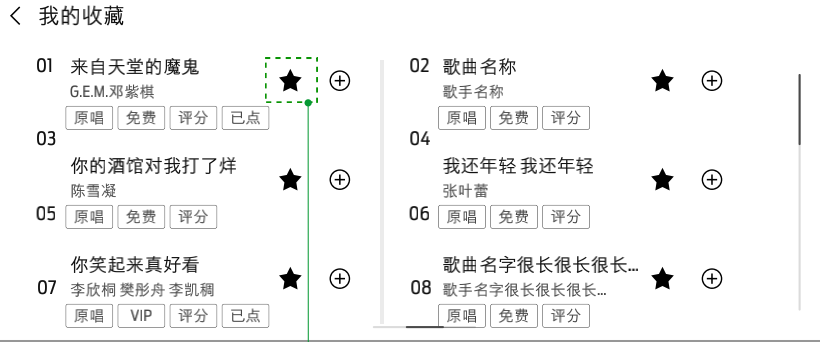 我的收藏
01 来自天堂的魔鬼
G.E.M.邓紫棋
原唱 免费 评分 已点
02 歌曲名称
歌手名称
原唱 免费 评分
03
你的酒馆对我打了烊
陈雪凝
04
我还年轻 我还年轻
张叶蕾
05 原唱 免费 评分
06 原唱 免费 评分
你笑起来真好看
07 李欣桐 樊彤舟 李凯稠
原唱 VIP 评分 已点
歌曲名字很长很长很长...
08 歌手名字很长很长很长...
原唱 免费 评分